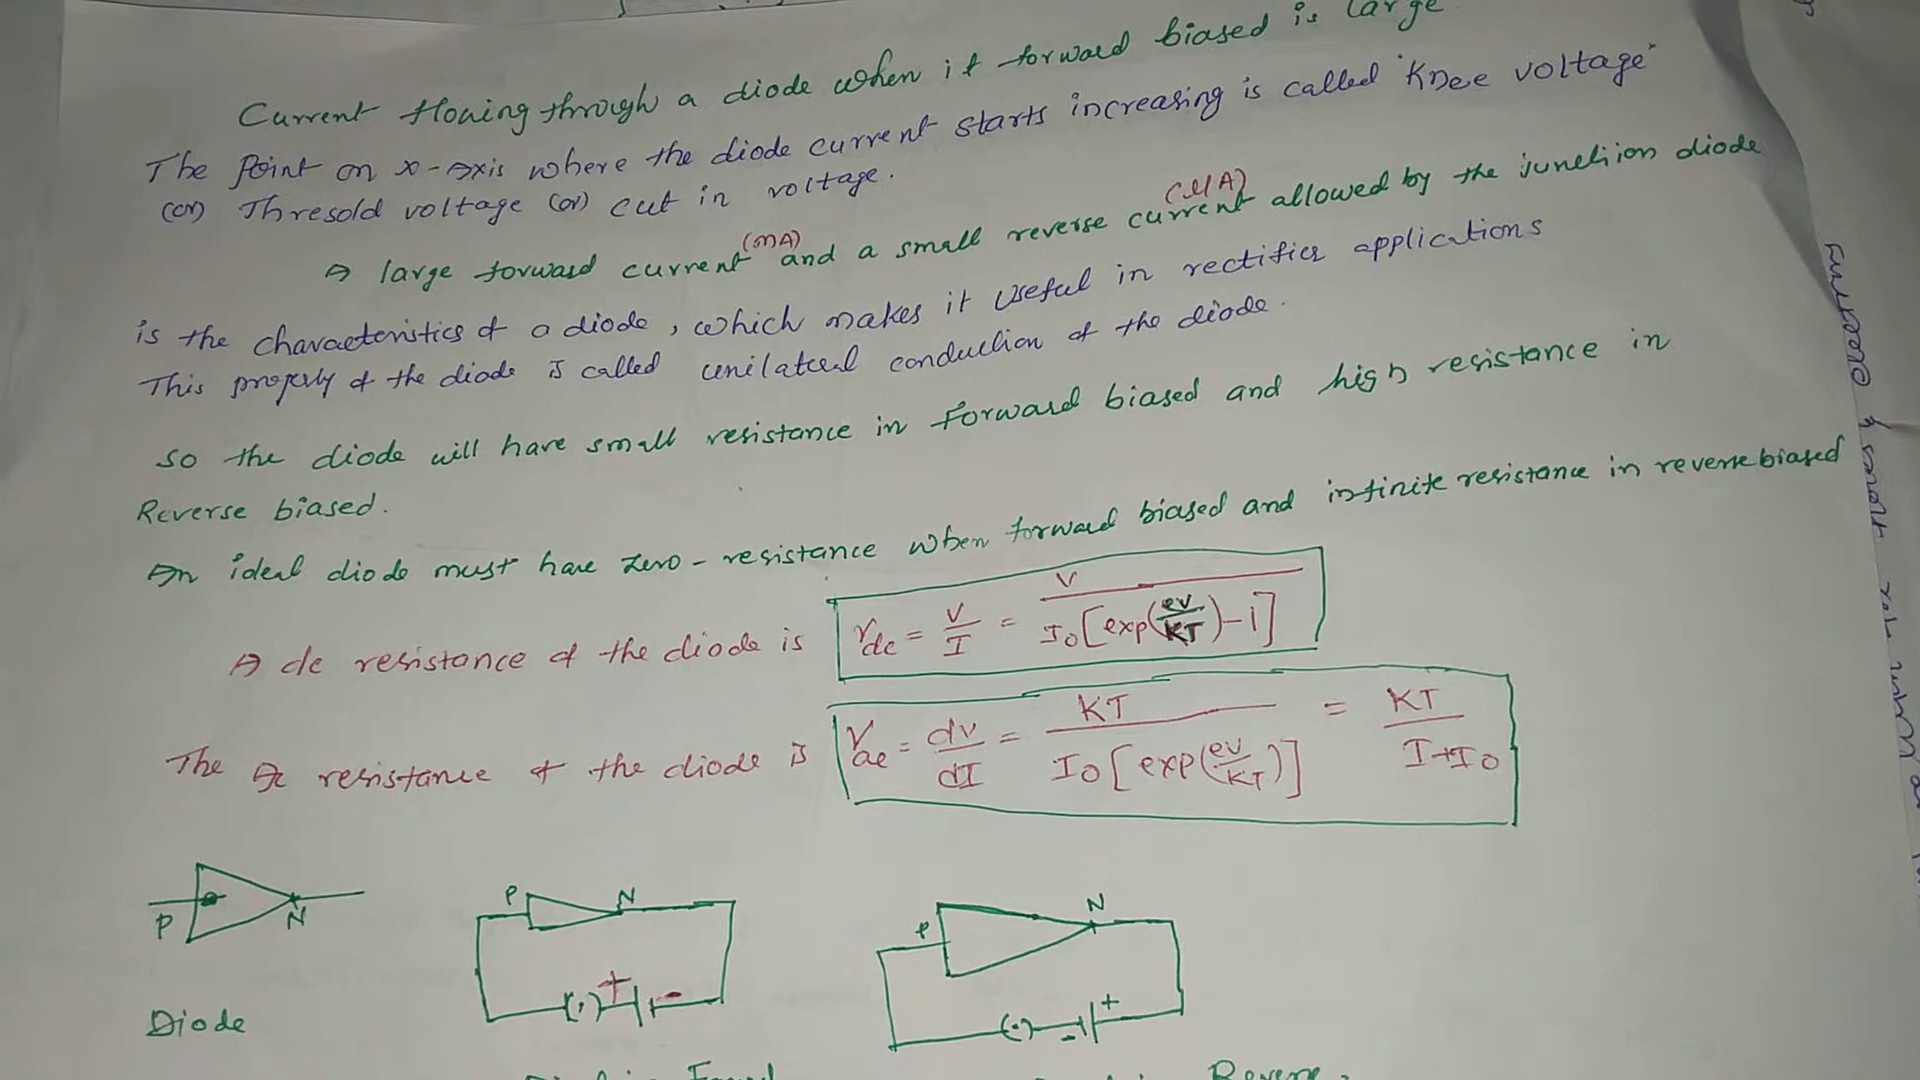 Current flowing through a diode when it forward biased is large
The point on x-axis where the diode current starts increasing is called "Knee voltage"
(or) Thresold voltage (or) cut in voltage.
A large forward current (mA) and a small reverse current (μA) allowed by the junction diode
is the characteristics of a diode, which makes it useful in rectifier applications
This property of the diode is called unilateral conduction of the diode.
So the diode will have small resistance in forward biased and high resistance in
Reverse biased.
An ideal diode must have zero-resistance when forward biased and infinite resistance in reverse biased
A dc resistance of the diode is r_dc = V/I = V/(I0[exp(eV/KT)-1])
The Ac resistance of the diode is r_ac = dV/dI = KT/(I0[exp(eV/KT)]) = KT/(I+I0)
P N
P N
+ -
(.)
P N
- +
(.)
Diode
Reverse